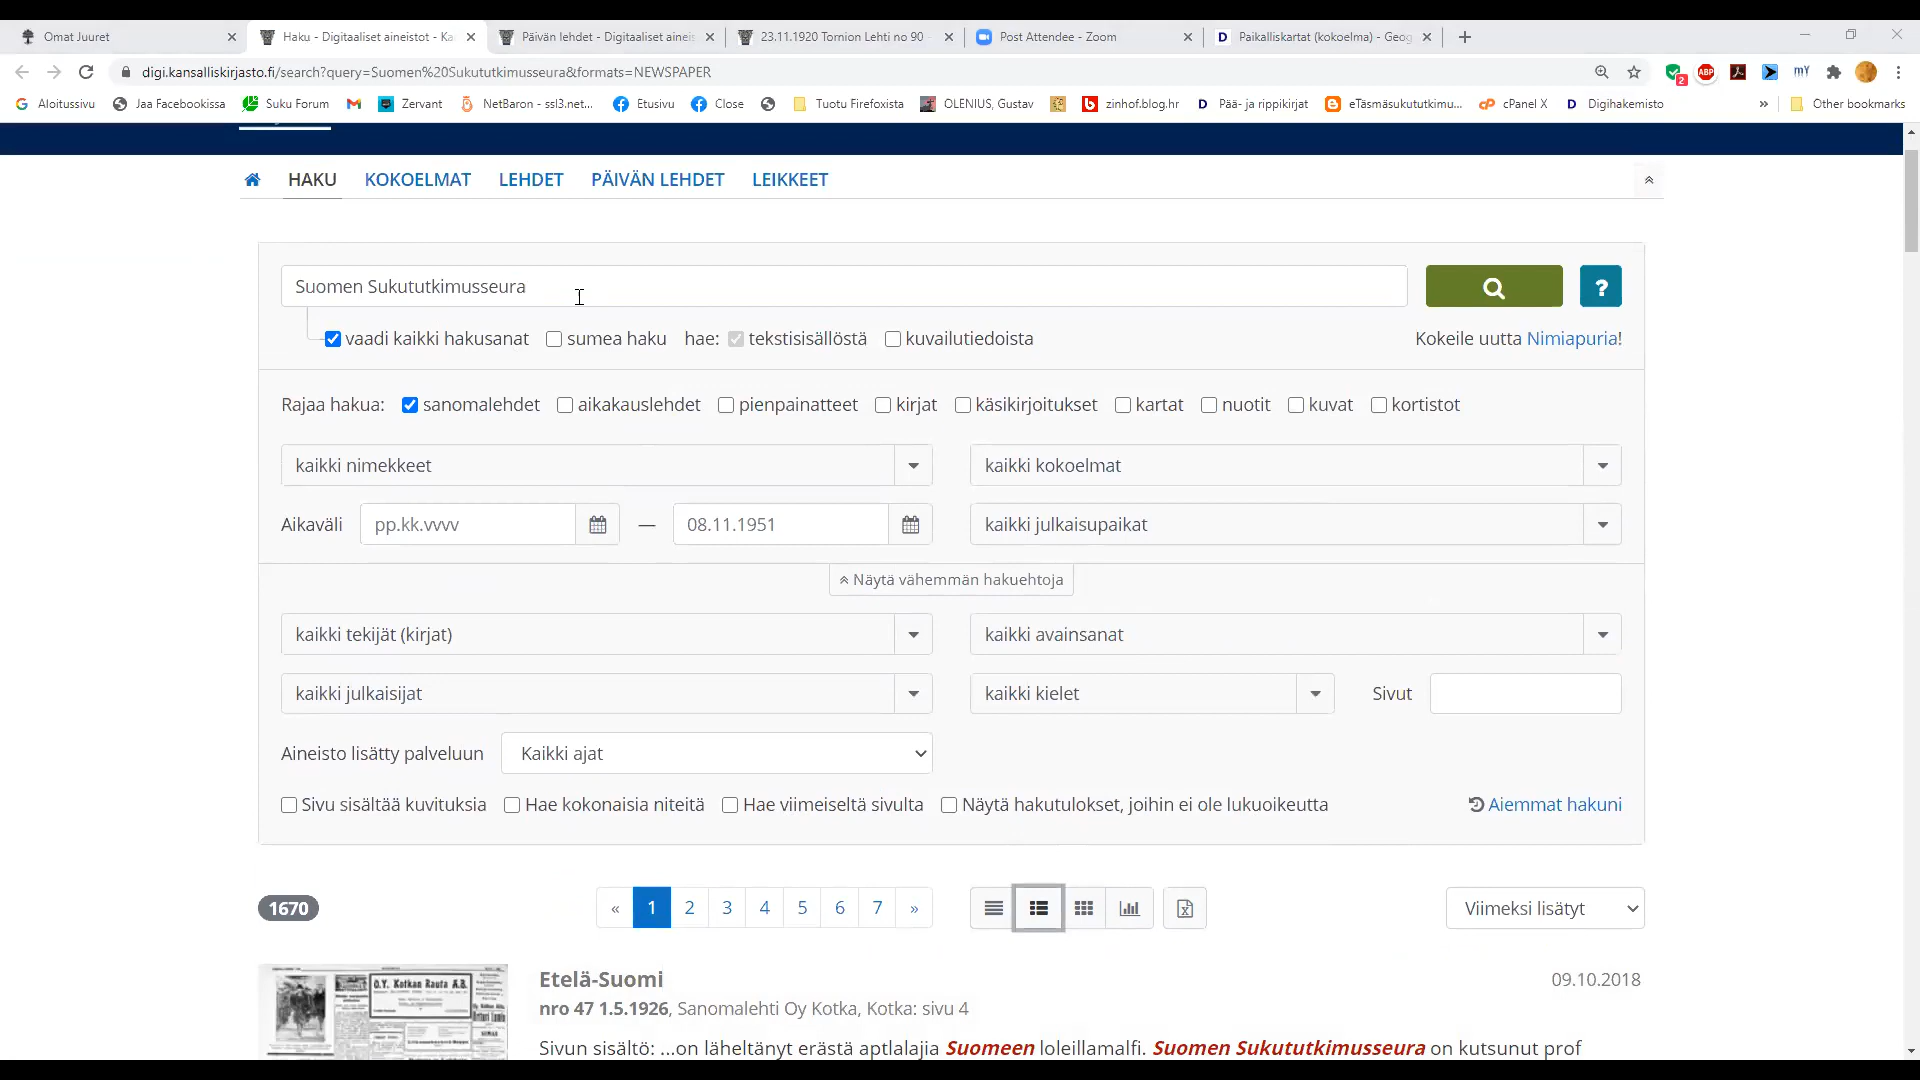 Omat Juuret
Haku - Digitaaliset aineistot - Ka
Päivän lehdet - Digitaaliset ainei
23.11.1920 Tornion Lehti no 90
Post Attendee - Zoom
Paikalliskartat (kokoelma) - Geog
digi.kansalliskirjasto.fi/search?query=Suomen%20Sukututkimusseura&formats=NEWSPAPER
2
ABP
mY
Aloitussivu
Jaa Facebookissa
Suku Forum
Zervant
NetBaron - ssl3.net...
Etusivu
Close
Tuotu Firefoxista
OLENIUS, Gustav
zinhof.blog.hr
Pää- ja rippikirjat
eTäsmäsukututkimu...
cPanel X
Digihakemisto
»
Other bookmarks
HAKU
KOKOELMAT
LEHDET
PÄIVÄN LEHDET
LEIKKEET
Suomen Sukututkimusseura
?
vaadi kaikki hakusanat
sumea haku
hae:
tekstisisällöstä
kuvailutiedoista
Kokeile uutta Nimiapuria!
Rajaa hakua:
sanomalehdet
aikakauslehdet
pienpainatteet
kirjat
käsikirjoitukset
kartat
nuotit
kuvat
kortistot
kaikki nimekkeet
kaikki kokoelmat
Aikaväli
pp.kk.vvvv
—
08.11.1951
kaikki julkaisupaikat
Näytä vähemmän hakuehtoja
kaikki tekijät (kirjat)
kaikki avainsanat
kaikki julkaisijat
kaikki kielet
Sivut
Aineisto lisätty palveluun
Kaikki ajat
Sivu sisältää kuvituksia
Hae kokonaisia niteitä
Hae viimeiseltä sivulta
Näytä hakutulokset, joihin ei ole lukuoikeutta
Aiemmat hakuni
1670
« 1 2 3 4 5 6 7 »
Viimeksi lisätyt
O.Y. Kotkan Rauta A.B.
Etelä-Suomi
09.10.2018
nro 47 1.5.1926, Sanomalehti Oy Kotka, Kotka: sivu 4
Sivun sisältö: ...on läheltänyt erästä aptlalajia Suomeen loleillamalfi. Suomen Sukututkimusseura on kutsunut prof